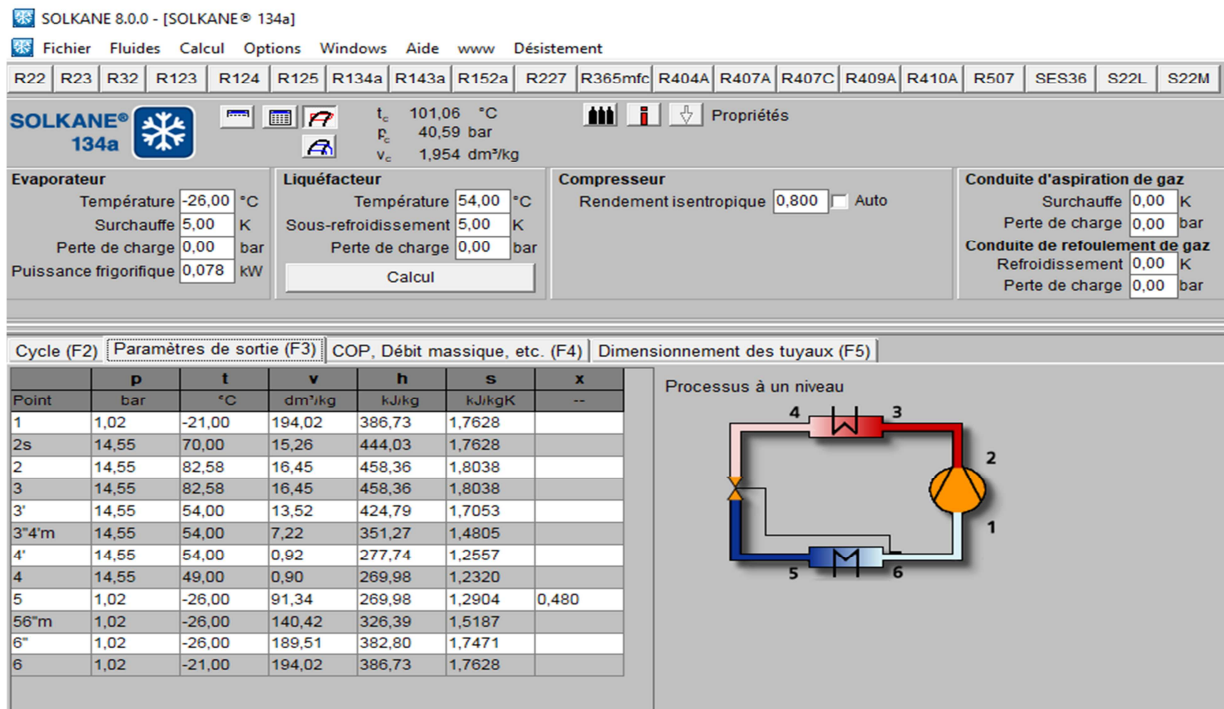 SOLKANE 8.0.0 - [SOLKANE® 134a]
Fichier Fluides Calcul Options Windows Aide www Désistement
R22 R23 R32 R123 R124 R125 R134a R143a R152a R227 R365mfc R404A R407A R407C R409A R410A R507 SES36 S22L S22M
SOLKANE®
134a
tc 101,06 °C
pc 40,59 bar
vc 1,954 dm³/kg
Propriétés
Evaporateur
Température -26,00 °C
Surchauffe 5,00 K
Perte de charge 0,00 bar
Puissance frigorifique 0,078 kW
Liquéfacteur
Température 54,00 °C
Sous-refroidissement 5,00 K
Perte de charge 0,00 bar
Calcul
Compresseur
Rendement isentropique 0,800 Auto
Conduite d'aspiration de gaz
Surchauffe 0,00 K
Perte de charge 0,00 bar
Conduite de refoulement de gaz
Refroidissement 0,00 K
Perte de charge 0,00 bar
Cycle (F2) Paramètres de sortie (F3) COP, Débit massique, etc. (F4) Dimensionnement des tuyaux (F5)
p t v h s x
Point bar °C dm³/kg kJ/kg kJ/kgK --
1 1,02 -21,00 194,02 386,73 1,7628
2s 14,55 70,00 15,26 444,03 1,7628
2 14,55 82,58 16,45 458,36 1,8038
3 14,55 82,58 16,45 458,36 1,8038
3' 14,55 54,00 13,52 424,79 1,7053
3"4'm 14,55 54,00 7,22 351,27 1,4805
4' 14,55 54,00 0,92 277,74 1,2557
4 14,55 49,00 0,90 269,98 1,2320
5 1,02 -26,00 91,34 269,98 1,2904 0,480
56"m 1,02 -26,00 140,42 326,39 1,5187
6" 1,02 -26,00 189,51 382,80 1,7471
6 1,02 -21,00 194,02 386,73 1,7628
Processus à un niveau
4 3
2
1
5 6